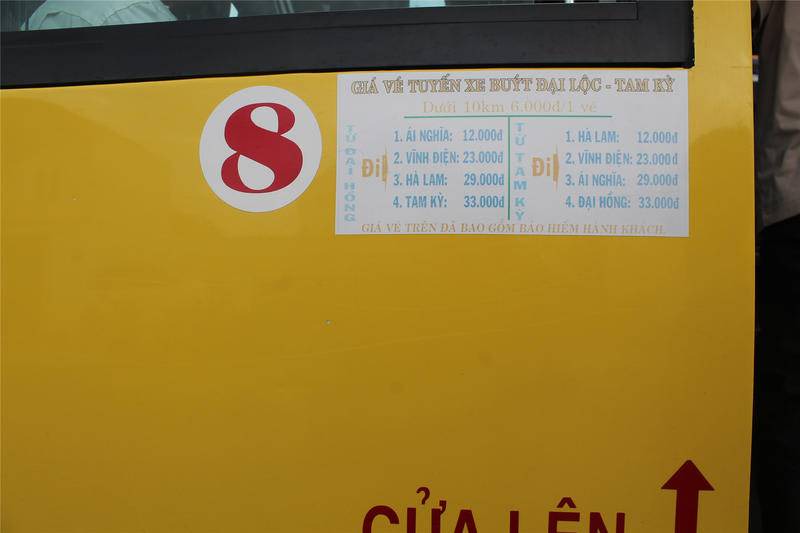 8
GIÁ VÉ TUYẾN XE BUÝT ĐẠI LỘC - TAM KỲ
Dưới 10km 6.000đ/1 vé
TỪ ĐẠI HỒNG
Đi
1. ÁI NGHĨA: 12.000đ
2. VĨNH ĐIỆN: 23.000đ
3. HÀ LAM: 29.000đ
4. TAM KỲ: 33.000đ
TỪ TAM KỲ
Đi
1. HÀ LAM: 12.000đ
2. VĨNH ĐIỆN: 23.000đ
3. ÁI NGHĨA: 29.000đ
4. ĐẠI HỒNG: 33.000đ
GIÁ VÉ TRÊN ĐÃ BAO GỒM BẢO HIỂM HÀNH KHÁCH.
CỬA LÊN